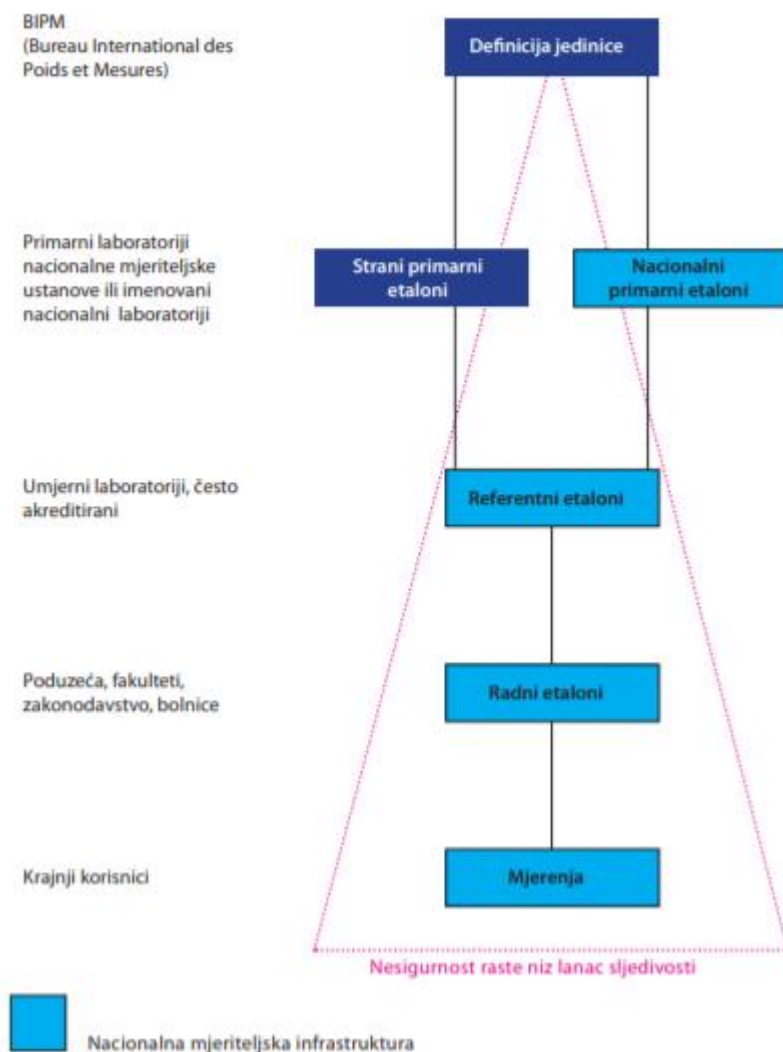 BIPM
(Bureau International des
Poids et Mesures)
Definicija jedinice
Primarni laboratoriji
nacionalne mjeriteljske
ustanove ili imenovani
nacionalni laboratoriji
Strani primarni
etaloni
Nacionalni
primarni etaloni
Umjerni laboratoriji, često
akreditirani
Referentni etaloni
Poduzeća, fakulteti,
zakonodavstvo, bolnice
Radni etaloni
Krajnji korisnici
Mjerenja
Nesigurnost raste niz lanac sljedivosti
Nacionalna mjeriteljska infrastruktura